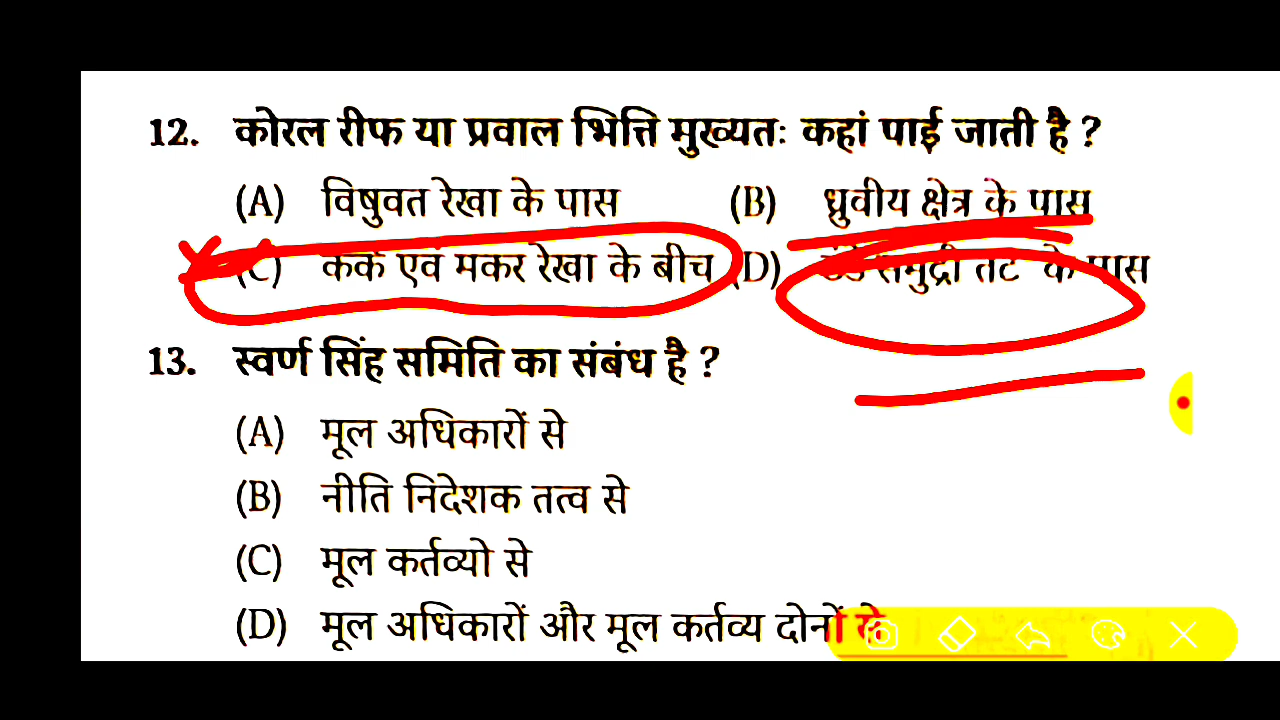 12. कोरल रीफ या प्रवाल भित्ति मुख्यतः कहां पाई जाती है ?
(A) विषुवत रेखा के पास (B) ध्रुवीय क्षेत्र के पास
(C) कर्क एवं मकर रेखा के बीच (D) ठंडे समुद्री तट के पास
13. स्वर्ण सिंह समिति का संबंध है ?
(A) मूल अधिकारों से
(B) नीति निदेशक तत्व से
(C) मूल कर्तव्यो से
(D) मूल अधिकारों और मूल कर्तव्य दोनों से